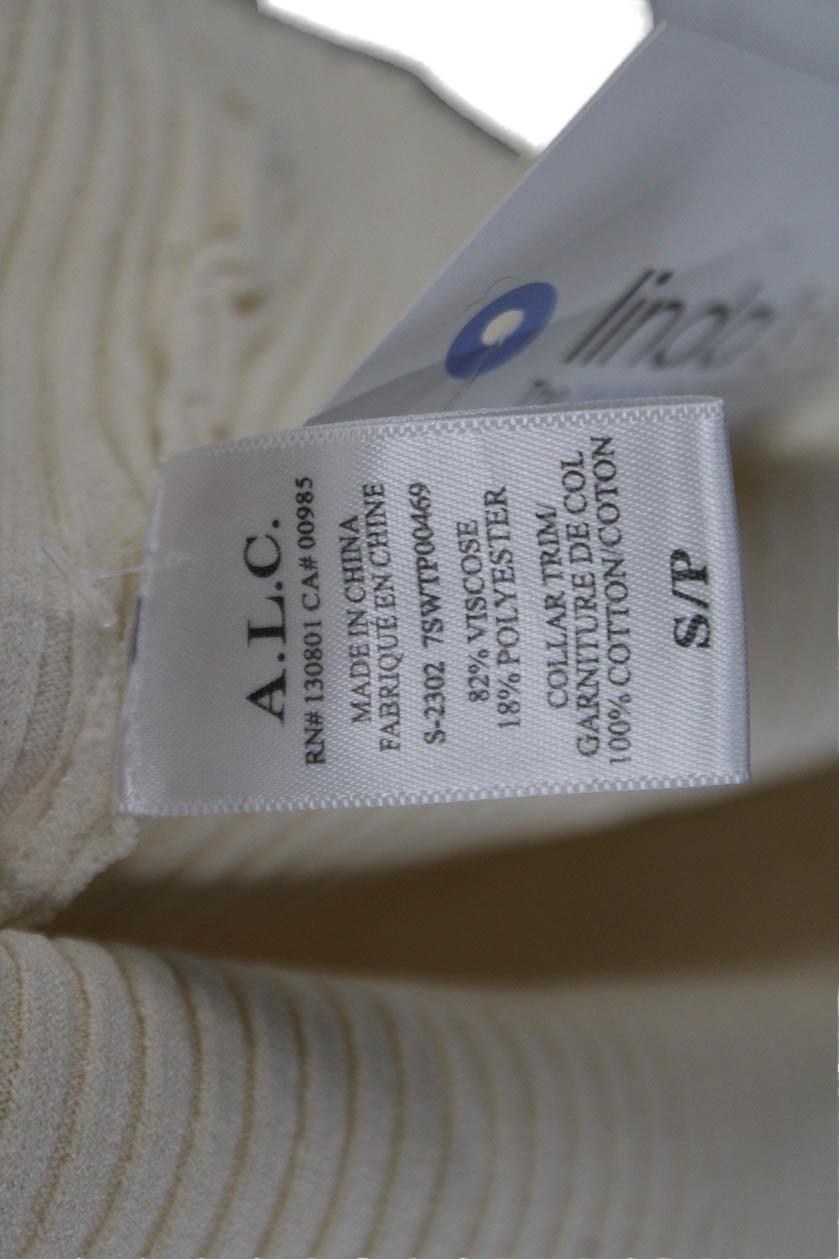 A.L.C.
RN# 130801 CA# 00985
MADE IN CHINA
FABRIQUE EN CHINE
S-2302 7SWTP00469
82% VISCOSE
18% POLYESTER
COLLAR TRIM/
GARNITURE DE COL
100% COTTON/COTON
S/P